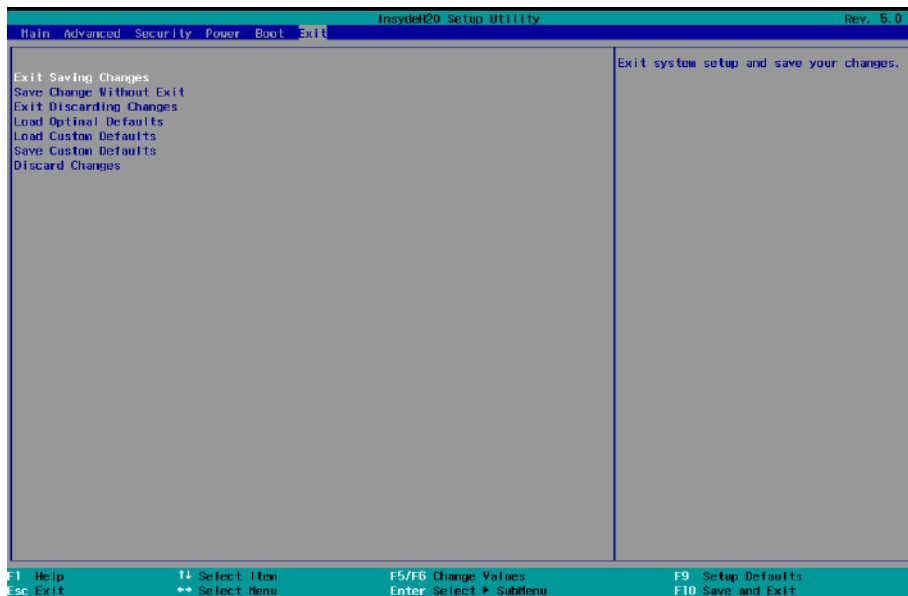 InsydeH20 Setup Utility Rev. 5.0
Main Advanced Security Power Boot Exit
Exit system setup and save your changes.
Exit Saving Changes
Save Change Without Exit
Exit Discarding Changes
Load Optimal Defaults
Load Custom Defaults
Save Custom Defaults
Discard Changes
F1 Help ↑↓ Select Item F5/F6 Change Values F9 Setup Defaults
Esc Exit ←→ Select Menu Enter Select ▶ SubMenu F10 Save and Exit